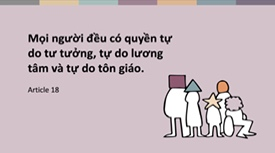 Mọi người đều có quyền tự
do tư tưởng, tự do lương
tâm và tự do tôn giáo.
Article 18